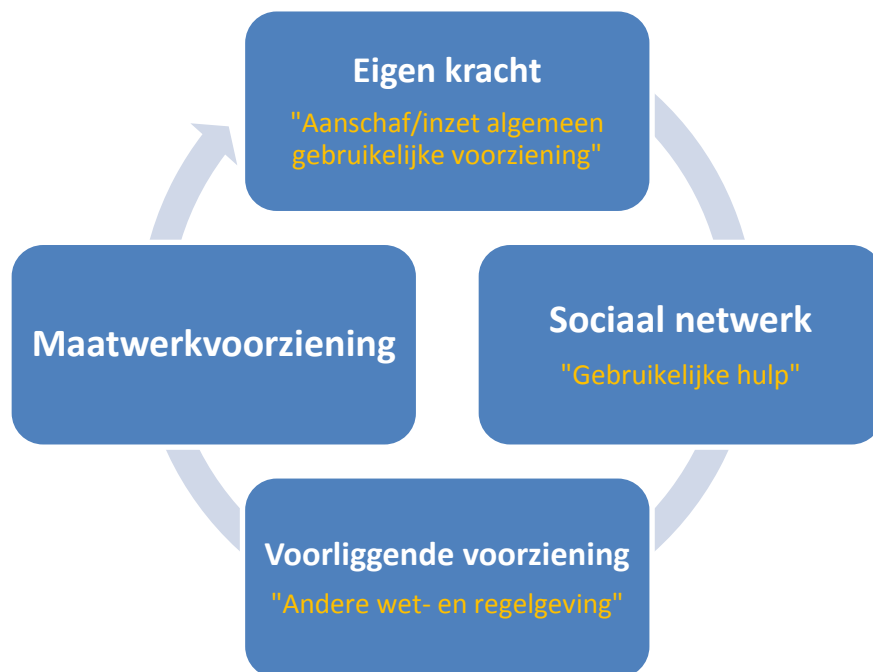 Eigen kracht
"Aanschaf/inzet algemeen
gebruikelijke voorziening"
Sociaal netwerk
"Gebruikelijke hulp"
Voorliggende voorziening
"Andere wet- en regelgeving"
Maatwerkvoorziening